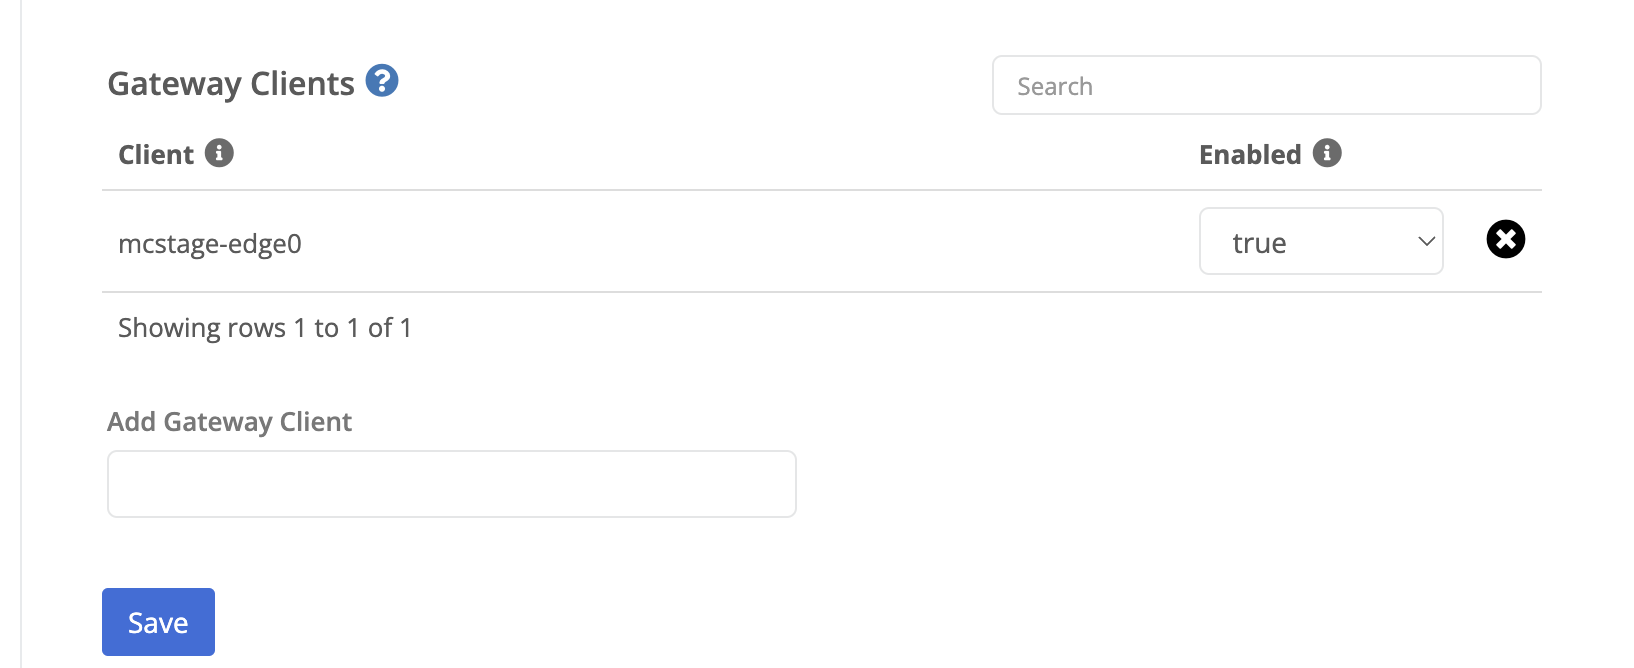 Gateway Clients ?
Search
Client i
Enabled i
mcstage-edge0
true
Showing rows 1 to 1 of 1
Add Gateway Client
Save